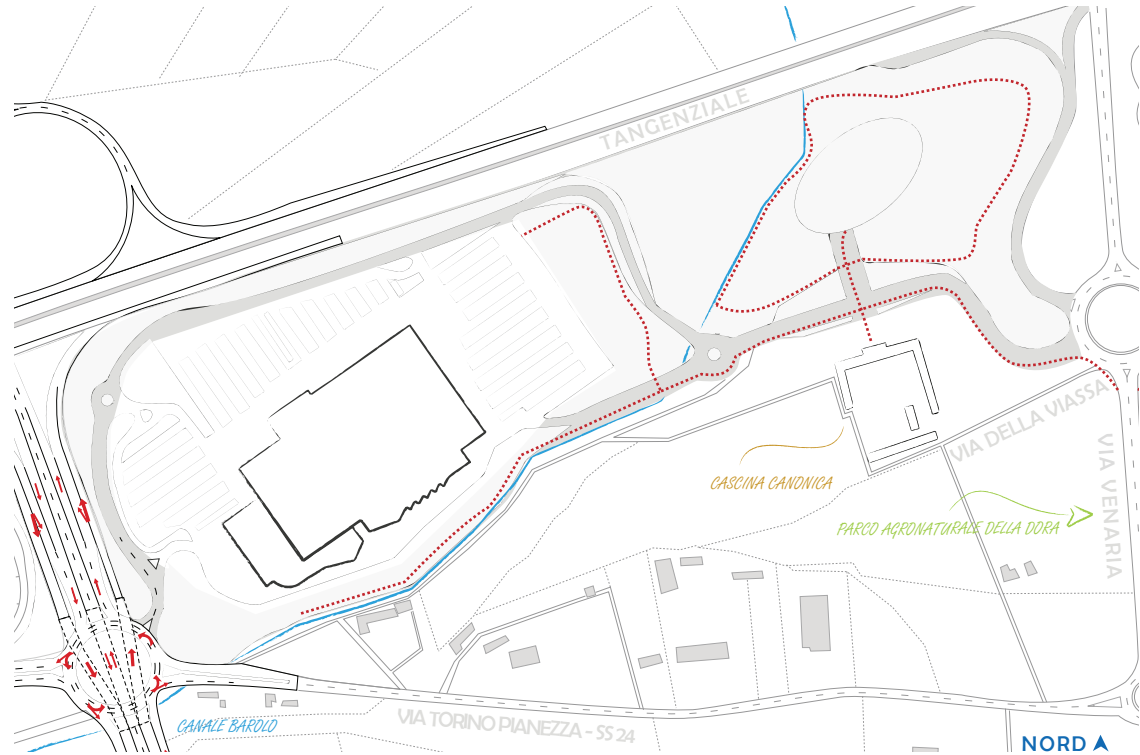 TANGENZIALE
VIA DELLA VIASSA
VIA VENARIA
CASCINA CANONICA
PARCO AGRONATURALE DELLA DORA
CANALE BAROLO
VIA TORINO PIANEZZA - SS 24
NORD